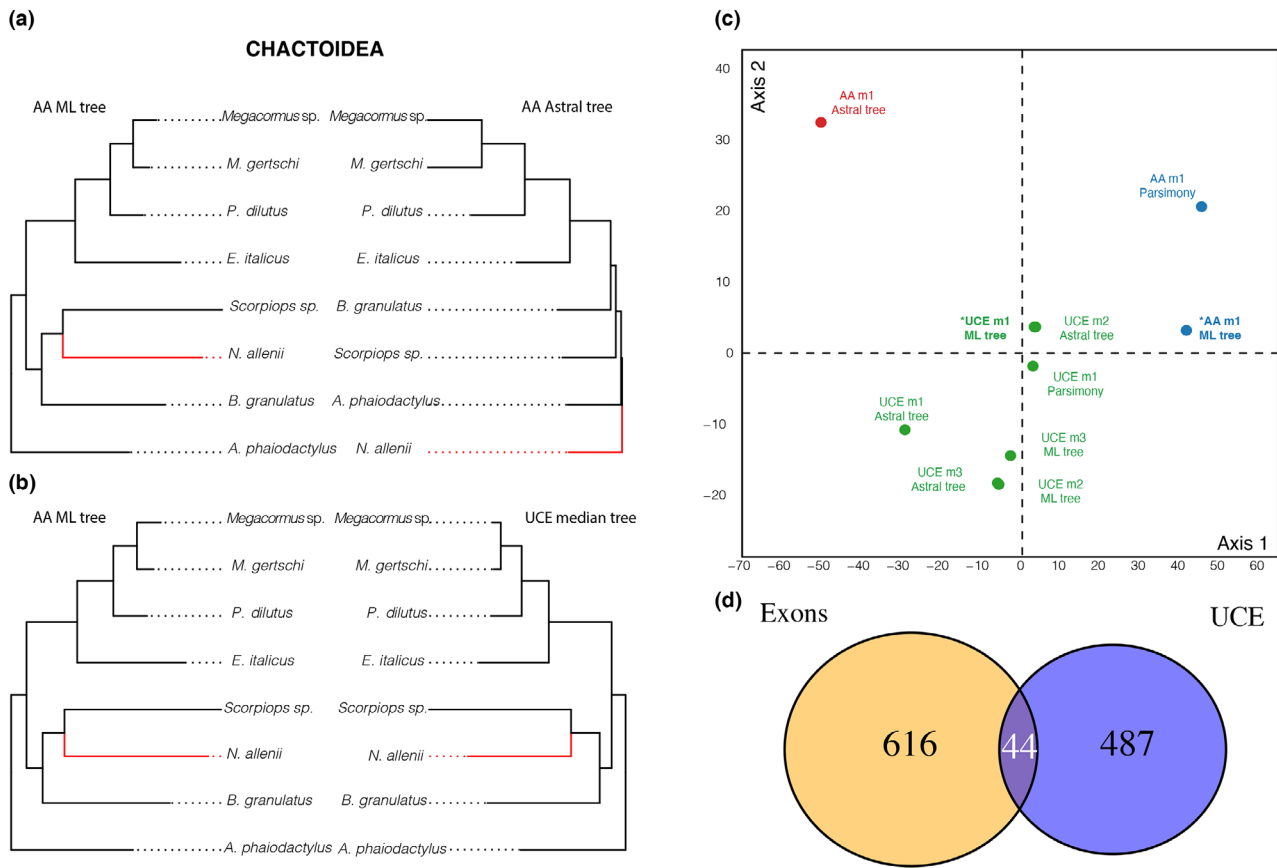 (a)
CHACTOIDEA
AA ML tree
AA Astral tree
Megacormus sp. Megacormus sp.
M. gertschi M. gertschi
P. dilutus P. dilutus
E. italicus E. italicus
Scorpiops sp. B. granulatus
N. allenii Scorpiops sp.
B. granulatus A. phaiodactylus
A. phaiodactylus N. allenii
(b)
AA ML tree
UCE median tree
Megacormus sp. Megacormus sp.
M. gertschi M. gertschi
P. dilutus P. dilutus
E. italicus E. italicus
Scorpiops sp. Scorpiops sp.
N. allenii N. allenii
B. granulatus B. granulatus
A. phaiodactylus A. phaiodactylus
(c)
Axis 2
40
30
20
10
0
−10
−20
AA m1
Astral tree
AA m1
Parsimony
*UCE m1
ML tree
UCE m2
Astral tree
*AA m1
ML tree
UCE m1
Parsimony
UCE m1
Astral tree
UCE m3
ML tree
UCE m3
Astral tree
UCE m2
ML tree
Axis 1
−70 −60 −50 −40 −30 −20 −10 0 10 20 30 40 50 60
(d)
Exons
UCE
616 44 487